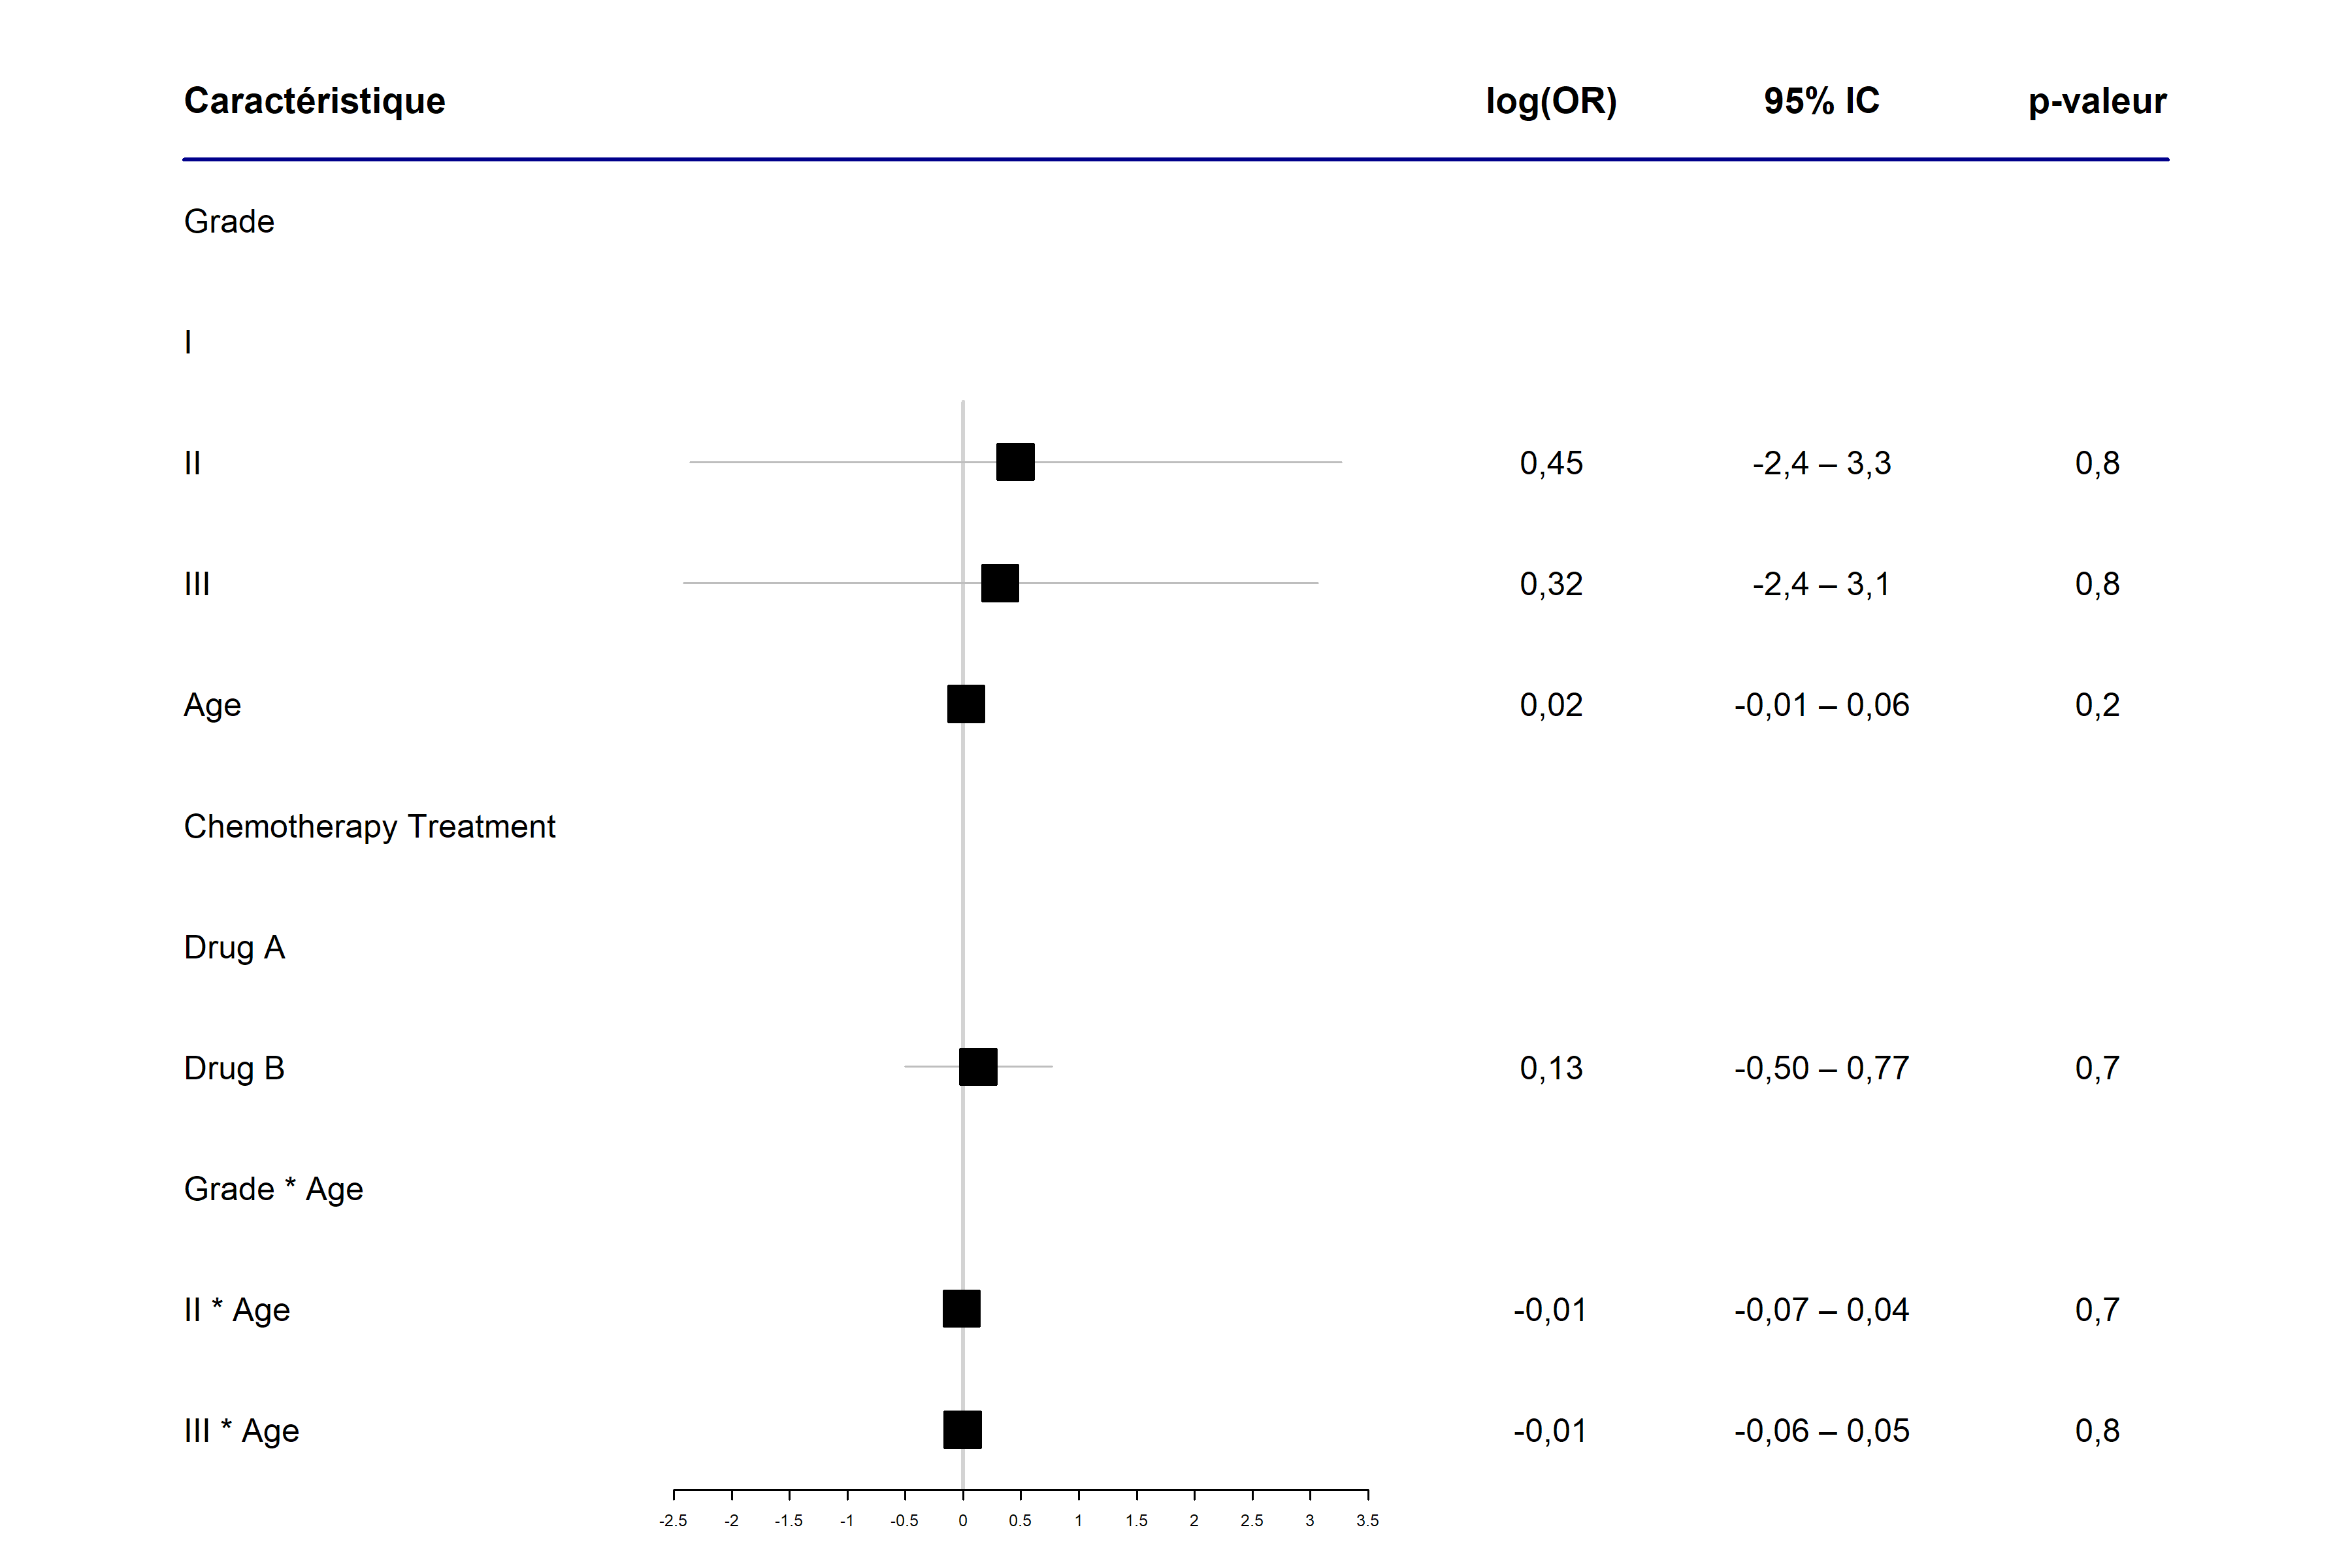 Caractéristique log(OR) 95% IC p-valeur
Grade
I
II 0,45 -2,4 – 3,3 0,8
III 0,32 -2,4 – 3,1 0,8
Age 0,02 -0,01 – 0,06 0,2
Chemotherapy Treatment
Drug A
Drug B 0,13 -0,50 – 0,77 0,7
Grade * Age
II * Age -0,01 -0,07 – 0,04 0,7
III * Age -0,01 -0,06 – 0,05 0,8
-2.5 -2 -1.5 -1 -0.5 0 0.5 1 1.5 2 2.5 3 3.5